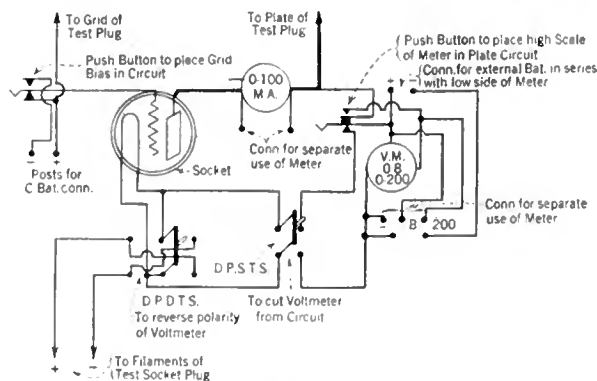 To Grid of
Test Plug
To Plate of
Test Plug
Push Button to place Grid
Bias in Circuit
Push Button to place high Scale
of Meter in Plate Circuit
Conn. for external Bat. in series
with low side of Meter
+ -
0-100
M.A.
Conn for separate
use of Meter
Socket
V.M.
0.8
0-200
- +
Posts for
C Bat. conn.
Conn for separate
use of Meter
- 8 200
D.P.S.T.S.
D.P.D.T.S.
To reverse polarity
of Voltmeter
To cut Voltmeter
from Circuit
+ -
To Filaments of
Test Socket Plug